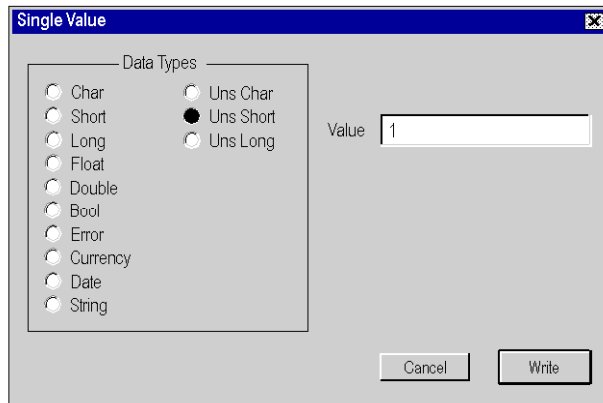 Single Value
Data Types
Char
Short
Long
Float
Double
Bool
Error
Currency
Date
String
Uns Char
Uns Short
Uns Long
Value 1
Cancel Write